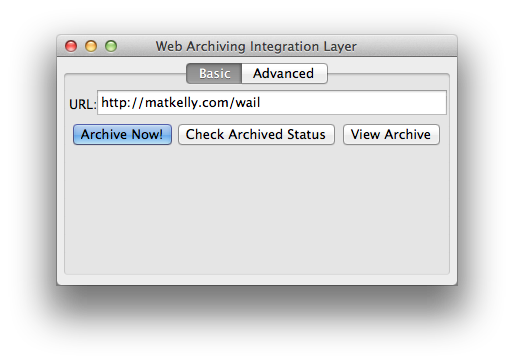 Web Archiving Integration Layer
Basic Advanced
URL: http://matkelly.com/wail
Archive Now! Check Archived Status View Archive